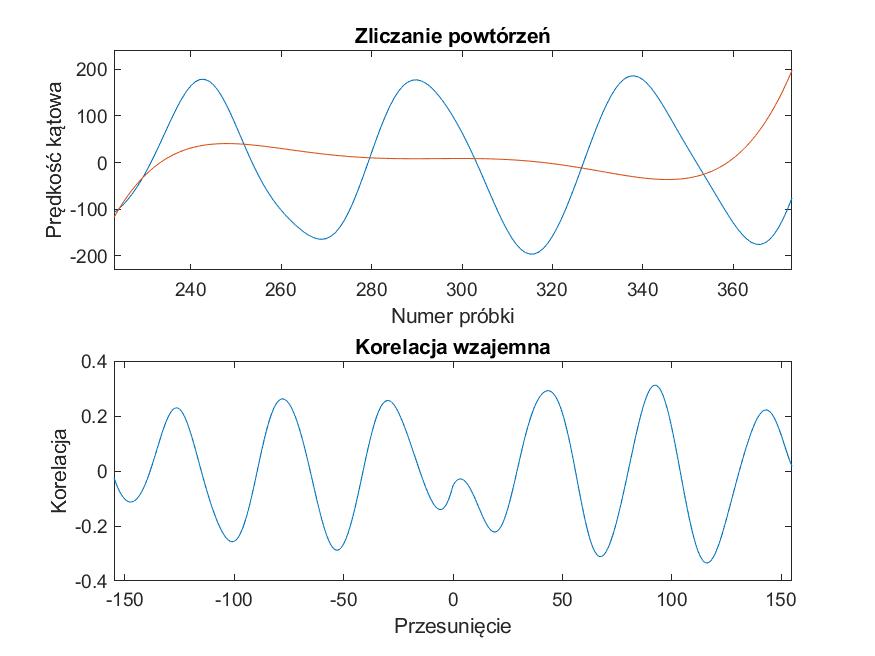 Zliczanie powtórzeń
Prędkość kątowa
200
100
0
-100
-200
240 260 280 300 320 340 360
Numer próbki
Korelacja wzajemna
Korelacja
0.4
0.2
0
-0.2
-0.4
-150 -100 -50 0 50 100 150
Przesunięcie